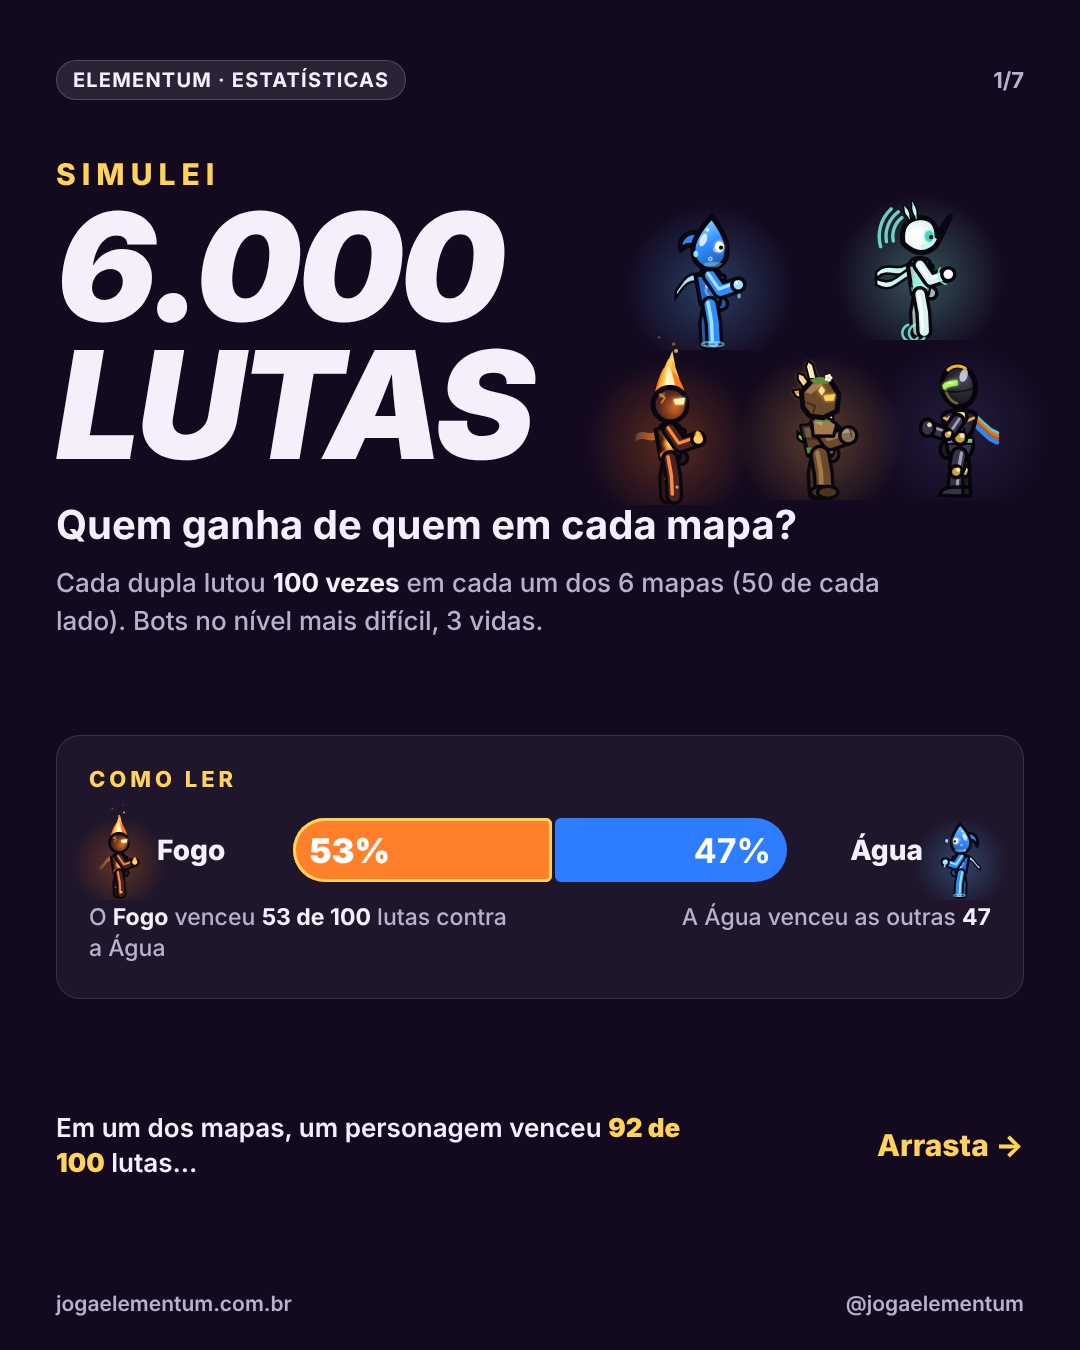 ELEMENTUM · ESTATÍSTICAS
1/7
SIMULEI
6.000
LUTAS
Quem ganha de quem em cada mapa?
Cada dupla lutou 100 vezes em cada um dos 6 mapas (50 de cada
lado). Bots no nível mais difícil, 3 vidas.
COMO LER
Fogo
53%
47%
Água
O Fogo venceu 53 de 100 lutas contra
a Água
A Água venceu as outras 47
Em um dos mapas, um personagem venceu 92 de
100 lutas...
Arrasta →
jogaelementum.com.br
@jogaelementum